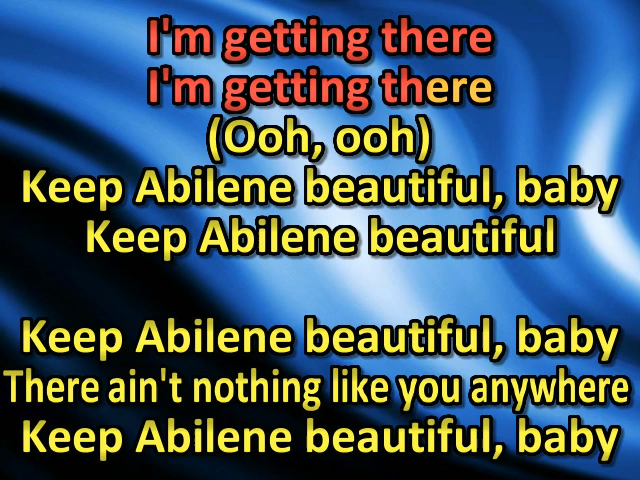 I'm getting there
I'm getting there
(Ooh, ooh)
Keep Abilene beautiful, baby
Keep Abilene beautiful
Keep Abilene beautiful, baby
There ain't nothing like you anywhere
Keep Abilene beautiful, baby